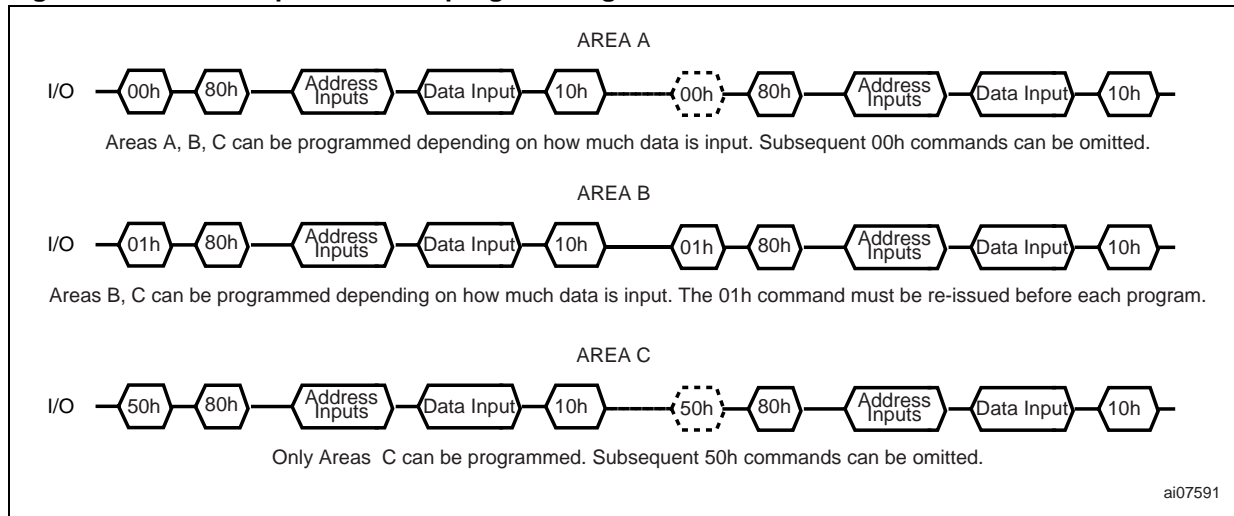 AREA A
I/O 00h 80h Address Inputs Data Input 10h 00h 80h Address Inputs Data Input 10h
Areas A, B, C can be programmed depending on how much data is input. Subsequent 00h commands can be omitted.
AREA B
I/O 01h 80h Address Inputs Data Input 10h 01h 80h Address Inputs Data Input 10h
Areas B, C can be programmed depending on how much data is input. The 01h command must be re-issued before each program.
AREA C
I/O 50h 80h Address Inputs Data Input 10h 50h 80h Address Inputs Data Input 10h
Only Areas C can be programmed. Subsequent 50h commands can be omitted.
ai07591